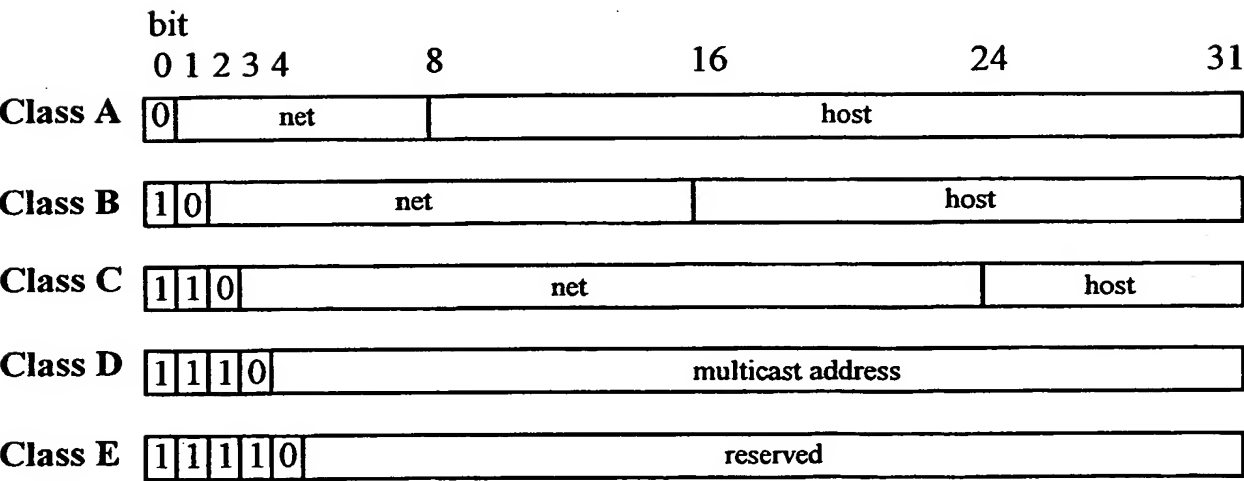 bit
0 1 2 3 4 8 16 24 31
Class A 0 net host
Class B 1 0 net host
Class C 1 1 0 net host
Class D 1 1 1 0 multicast address
Class E 1 1 1 1 0 reserved